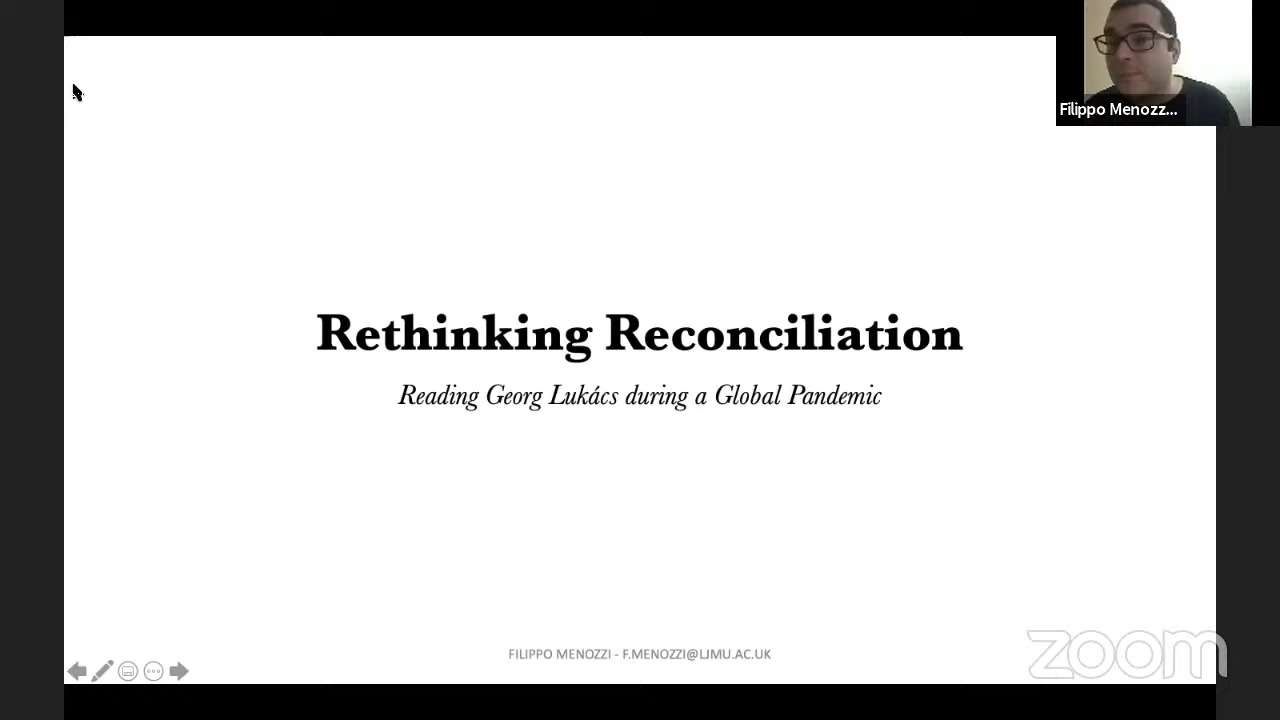 Filippo Menozz...
Rethinking Reconciliation
Reading Georg Lukács during a Global Pandemic
FILIPPO MENOZZI - F.MENOZZI@LJMU.AC.UK
zoom